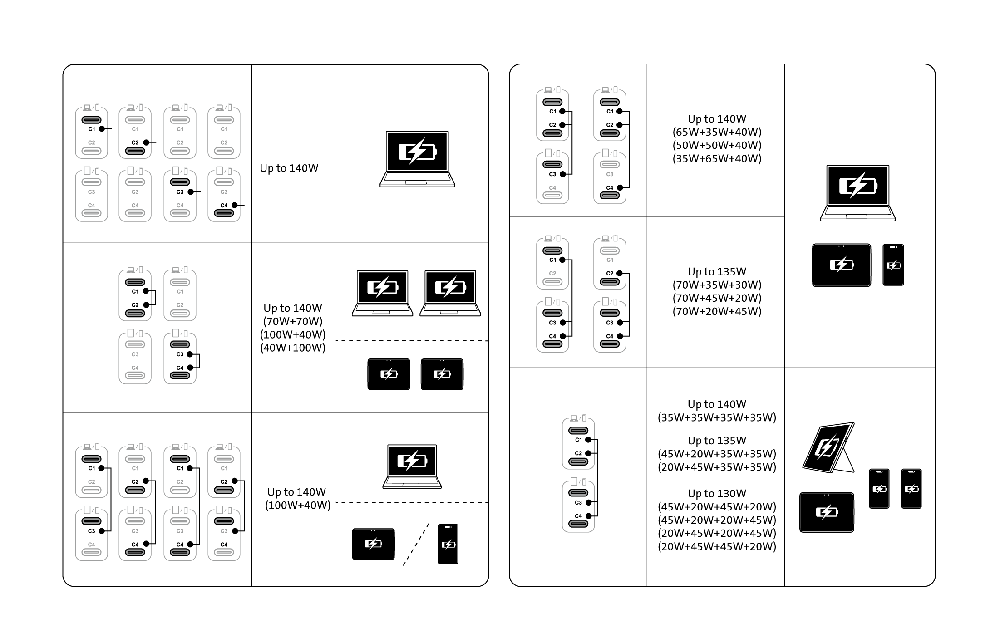 C1 C1 C1 C1
C2 C2 C2 C2
C3 C3 C3 C3
C4 C4 C4 C4
Up to 140W
C1 C1
C2 C2
C3 C3
C4 C4
Up to 140W
(70W+70W)
(100W+40W)
(40W+100W)
C1 C1 C1 C1
C2 C2 C2 C2
C3 C3 C3 C3
C4 C4 C4 C4
Up to 140W
(100W+40W)
C1 C1
C2 C2
C3 C3
C4 C4
Up to 140W
(65W+35W+40W)
(50W+50W+40W)
(35W+65W+40W)
C1 C1
C2 C2
C3 C3
C4 C4
Up to 135W
(70W+35W+30W)
(70W+45W+20W)
(70W+20W+45W)
C1
C2
C3
C4
Up to 140W
(35W+35W+35W+35W)
Up to 135W
(45W+20W+35W+35W)
(20W+45W+35W+35W)
Up to 130W
(45W+20W+45W+20W)
(45W+20W+20W+45W)
(20W+45W+20W+45W)
(20W+45W+45W+20W)